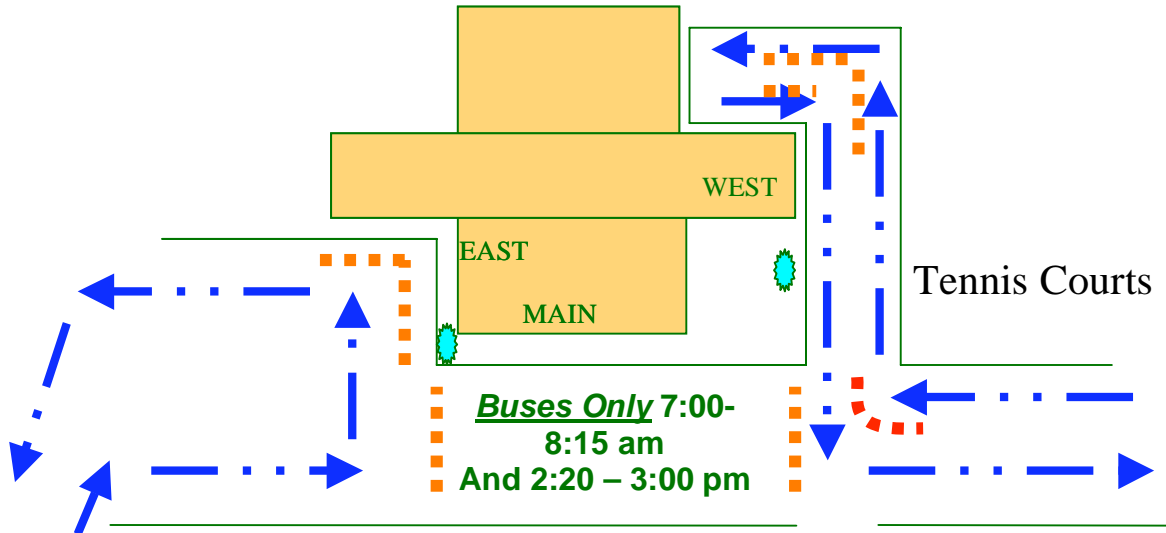 WEST
EAST
Tennis Courts
MAIN
Buses Only 7:00-
8:15 am
And 2:20 – 3:00 pm